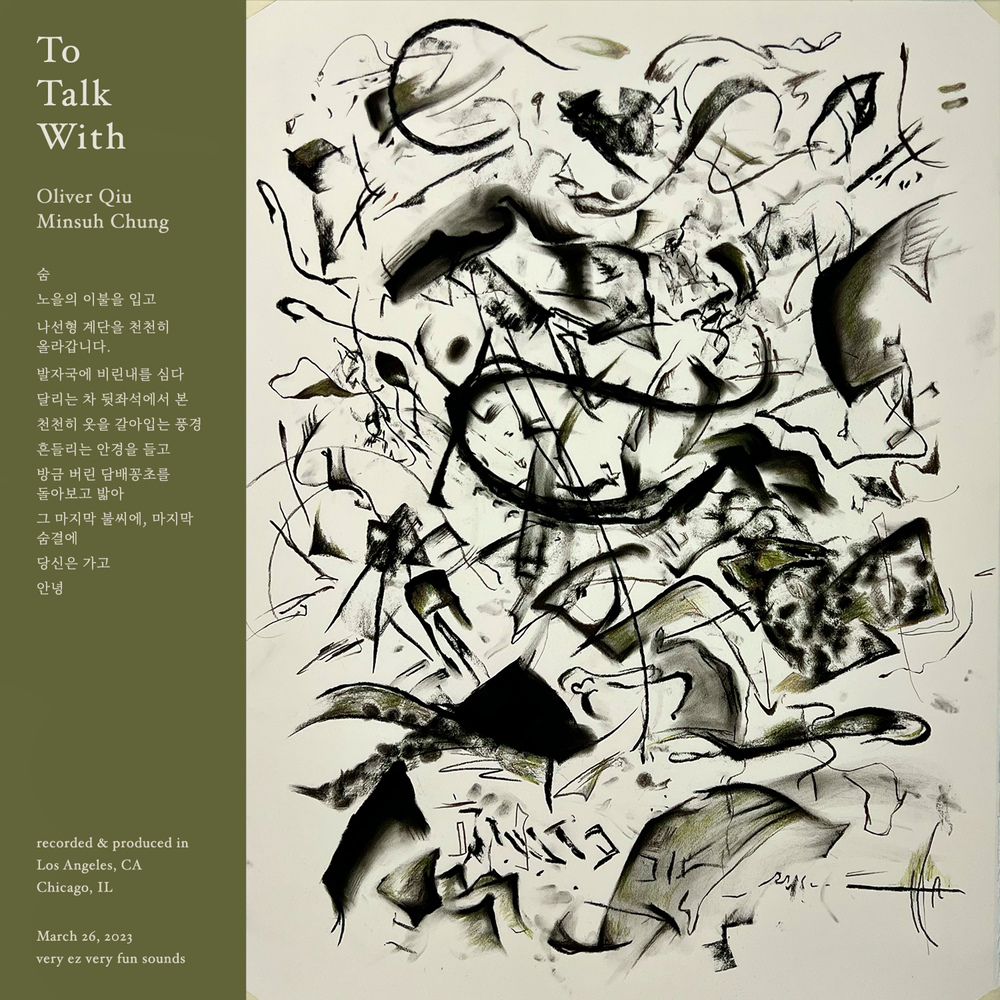 To
Talk
With
Oliver Qiu
Minsuh Chung
숨
노을의 이불을 입고
나선형 계단을 천천히
올라갑니다.
발자국에 비린내를 심다
달리는 차 뒷좌석에서 본
천천히 옷을 갈아입는 풍경
흔들리는 안경을 들고
방금 버린 담배꽁초를
돌아보고 밟아
그 마지막 불씨에, 마지막
숨결에
당신은 가고
안녕
recorded & produced in
Los Angeles, CA
Chicago, IL
March 26, 2023
very ez very fun sounds